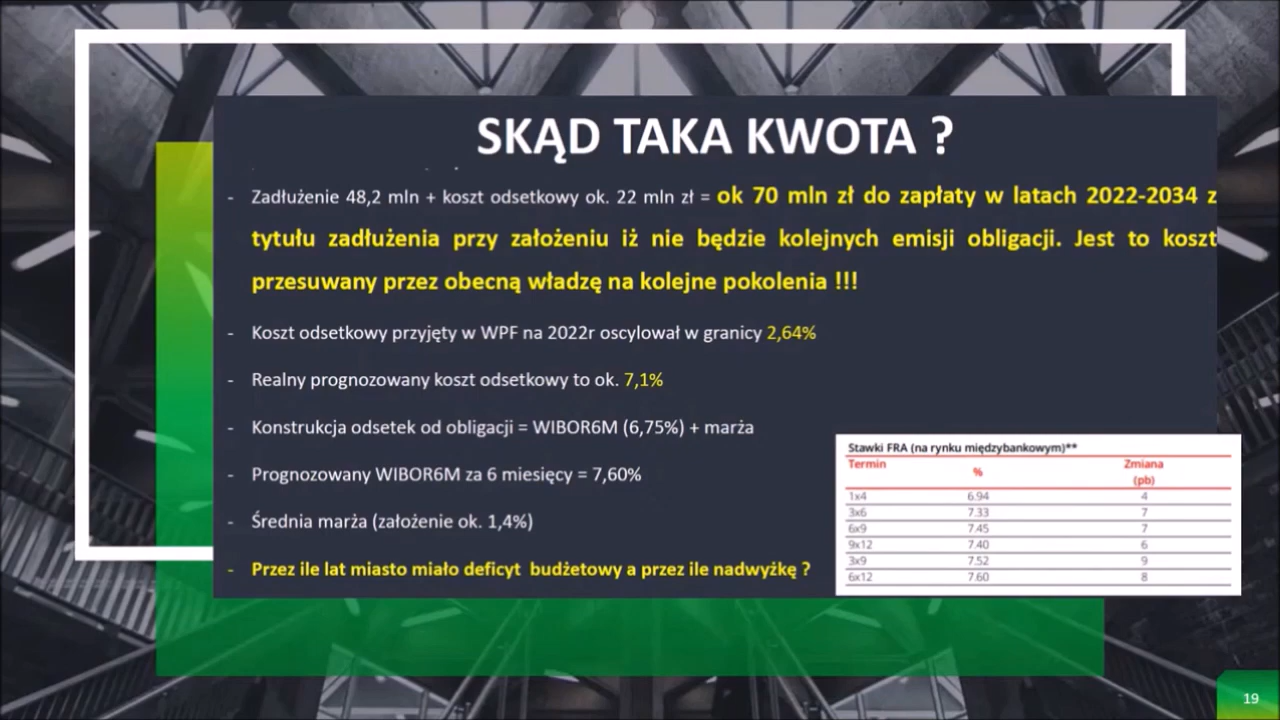 SKĄD TAKA KWOTA ?
- Zadłużenie 48,2 mln + koszt odsetkowy ok. 22 mln zł = ok 70 mln zł do zapłaty w latach 2022-2034 z
tytułu zadłużenia przy założeniu iż nie będzie kolejnych emisji obligacji. Jest to koszt
przesuwany przez obecną władzę na kolejne pokolenia !!!
- Koszt odsetkowy przyjęty w WPF na 2022r oscylował w granicy 2,64%
- Realny prognozowany koszt odsetkowy to ok. 7,1%
- Konstrukcja odsetek od obligacji = WIBOR6M (6,75%) + marża
- Prognozowany WIBOR6M za 6 miesięcy = 7,60%
- Średnia marża (założenie ok. 1,4%)
- Przez ile lat miasto miało deficyt budżetowy a przez ile nadwyżkę ?
Stawki FRA (na rynku międzybankowym)**
Termin % Zmiana
(pb)
1x4 6.94 4
3x6 7.33 7
6x9 7.45 7
9x12 7.40 6
3x9 7.52 9
6x12 7.60 8
19